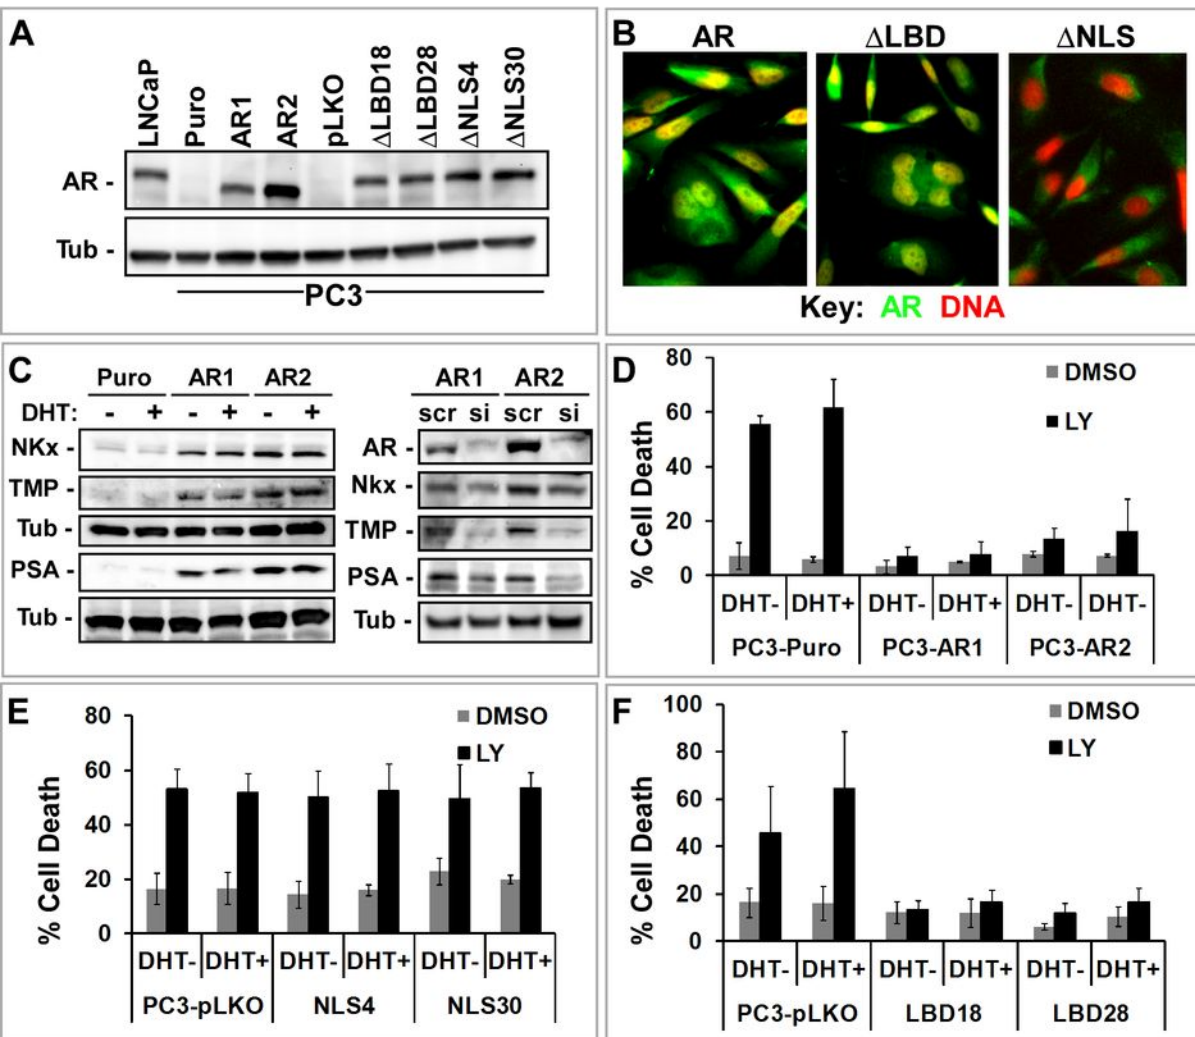 A
LNCaP
Puro
AR1
AR2
pLKO
ΔLBD18
ΔLBD28
ΔNLS4
ΔNLS30
AR -
Tub -
PC3
B
AR ΔLBD ΔNLS
Key: AR DNA
C
Puro AR1 AR2
DHT: - + - + - +
NKx -
TMP -
Tub -
PSA -
Tub -
AR1 AR2
scr si scr si
AR -
Nkx -
TMP -
PSA -
Tub -
D
% Cell Death
80
60
40
20
0
DMSO
LY
DHT- DHT+ DHT- DHT+ DHT- DHT-
PC3-Puro PC3-AR1 PC3-AR2
E
% Cell Death
80
60
40
20
0
DMSO
LY
DHT- DHT+ DHT- DHT+ DHT- DHT+
PC3-pLKO NLS4 NLS30
F
% Cell Death
100
80
60
40
20
0
DMSO
LY
DHT- DHT+ DHT- DHT+ DHT- DHT+
PC3-pLKO LBD18 LBD28